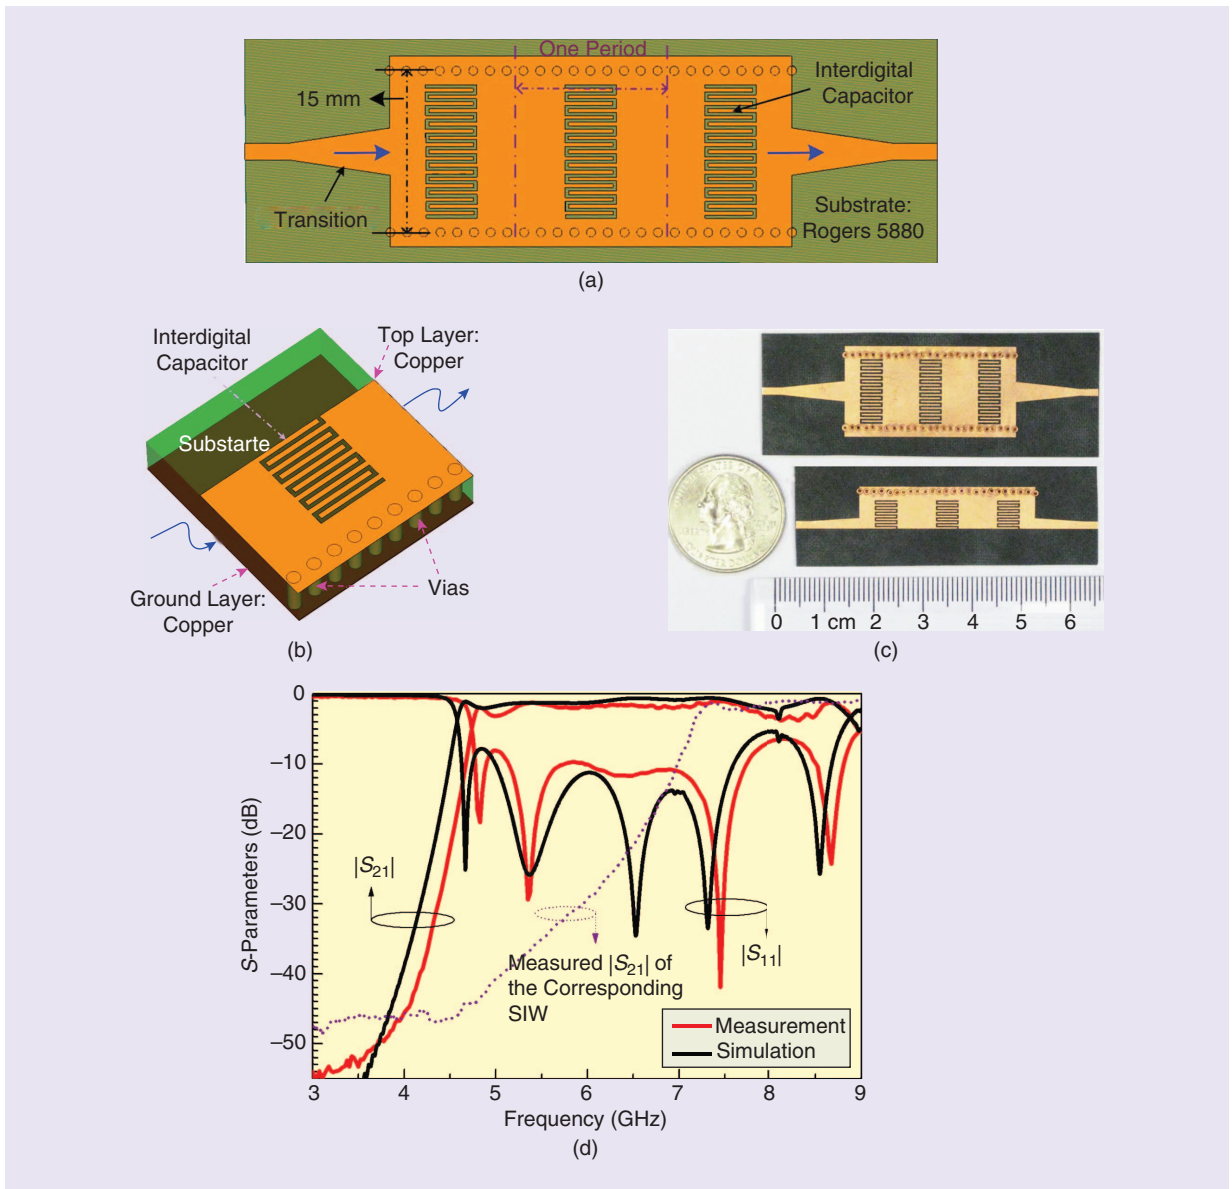 One Period
Interdigital
Capacitor
15 mm
Transition
Substrate:
Rogers 5880
(a)
Interdigital
Capacitor
Top Layer:
Copper
Substarte
Vias
Ground Layer:
Copper
(b)
0 1 cm 2 3 4 5 6
(c)
0
–10
–20
–30
–40
–50
S-Parameters (dB)
|S21|
|S11|
Measured |S21| of
the Corresponding
SIW
Measurement
Simulation
3 4 5 6 7 8 9
Frequency (GHz)
(d)